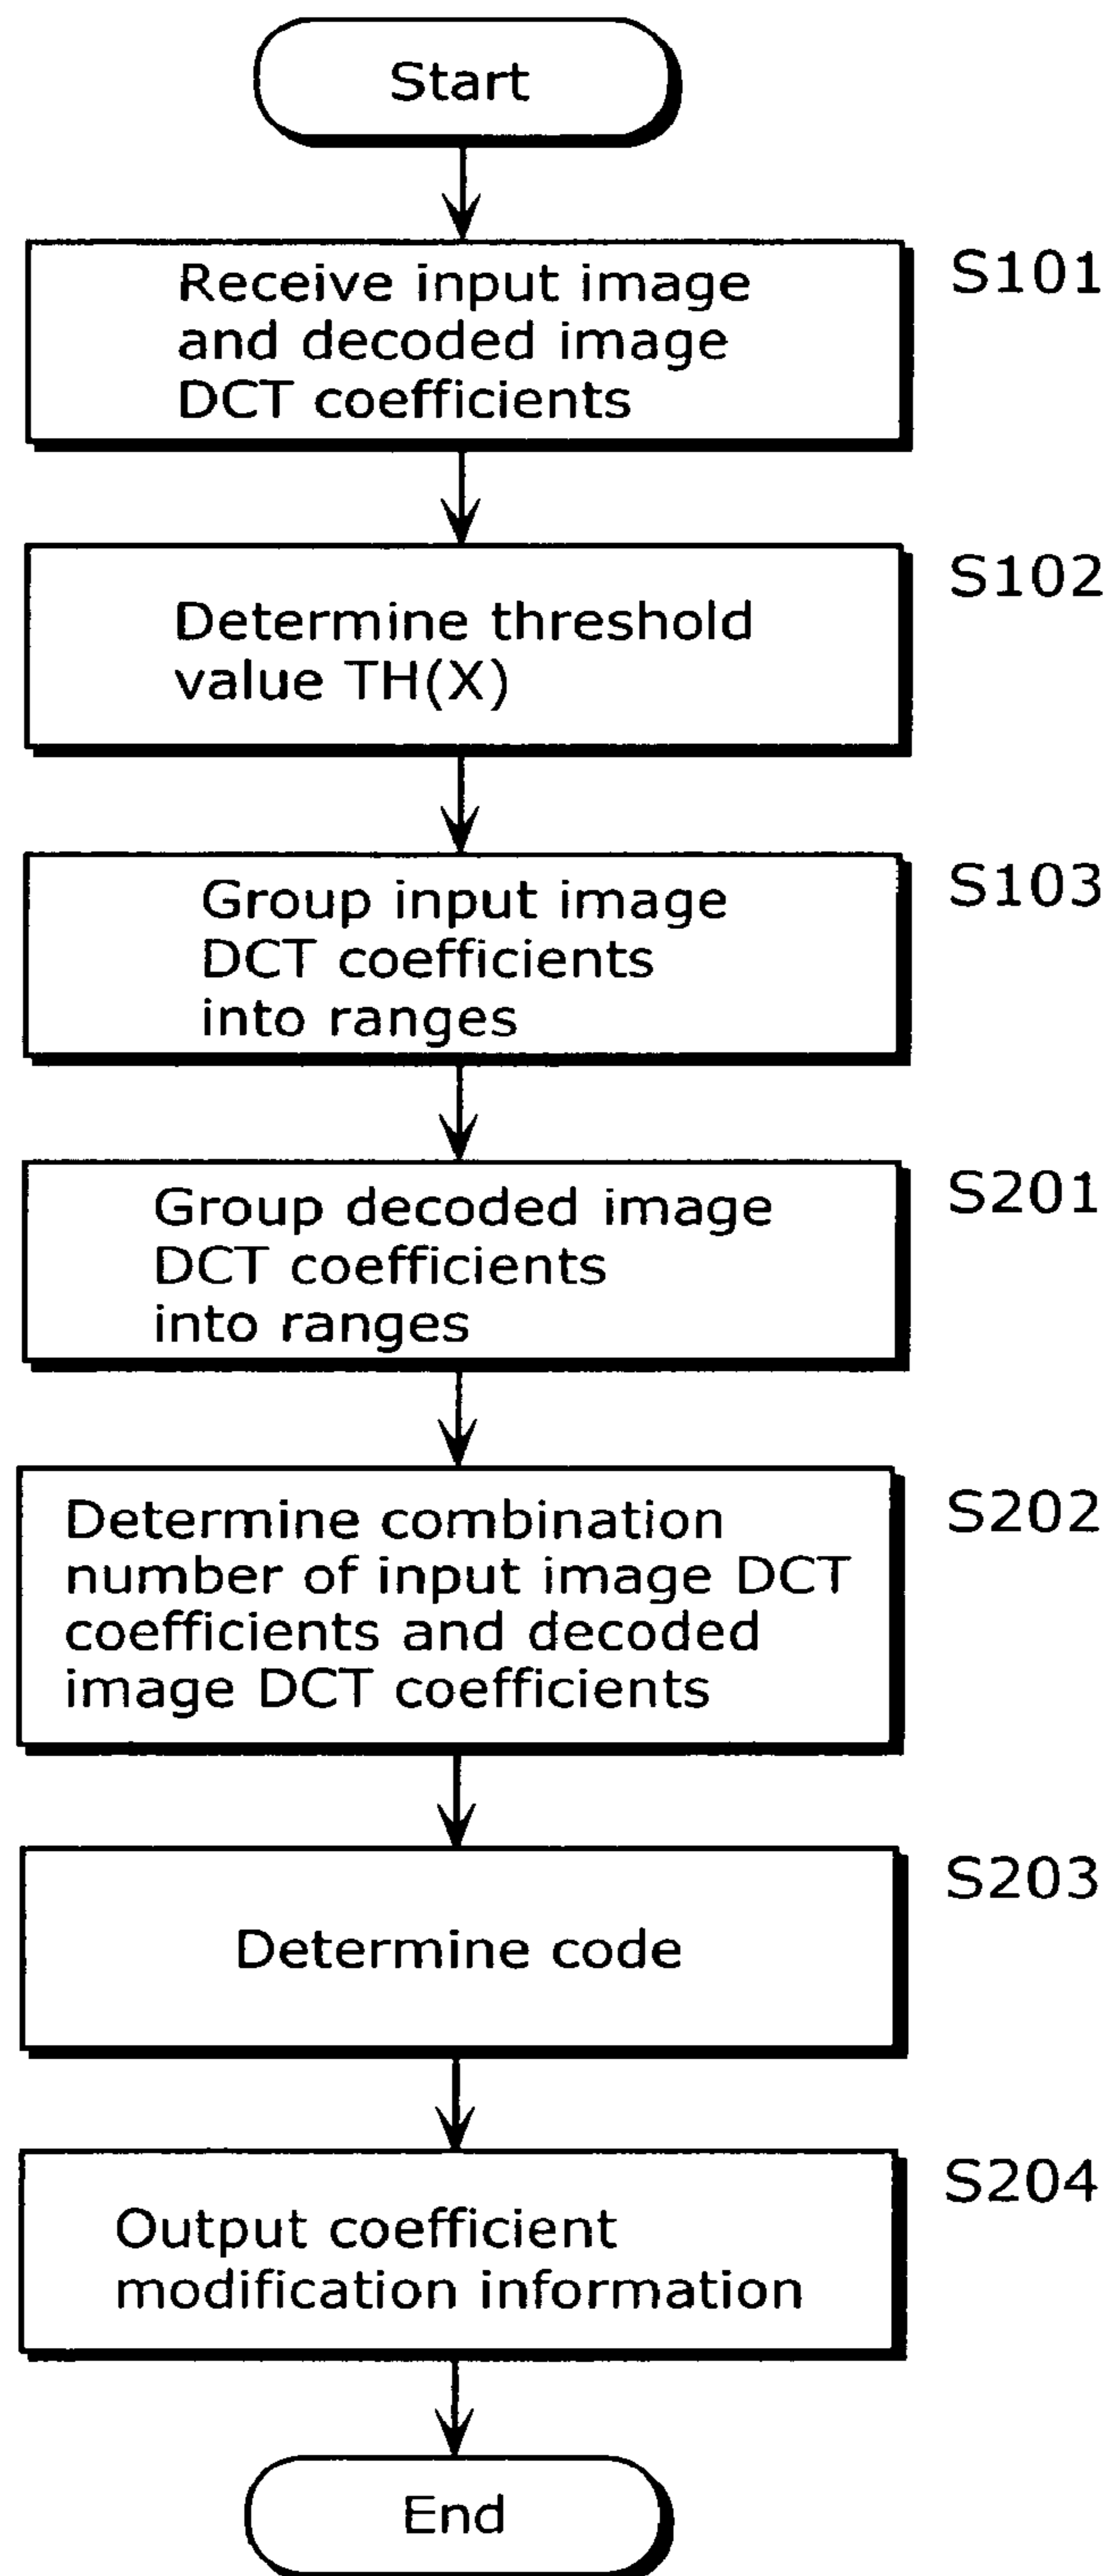 Start
S101
Receive input image
and decoded image
DCT coefficients
S102
Determine threshold
value TH(X)
S103
Group input image
DCT coefficients
into ranges
S201
Group decoded image
DCT coefficients
into ranges
S202
Determine combination
number of input image DCT
coefficients and decoded
image DCT coefficients
S203
Determine code
S204
Output coefficient
modification information
End